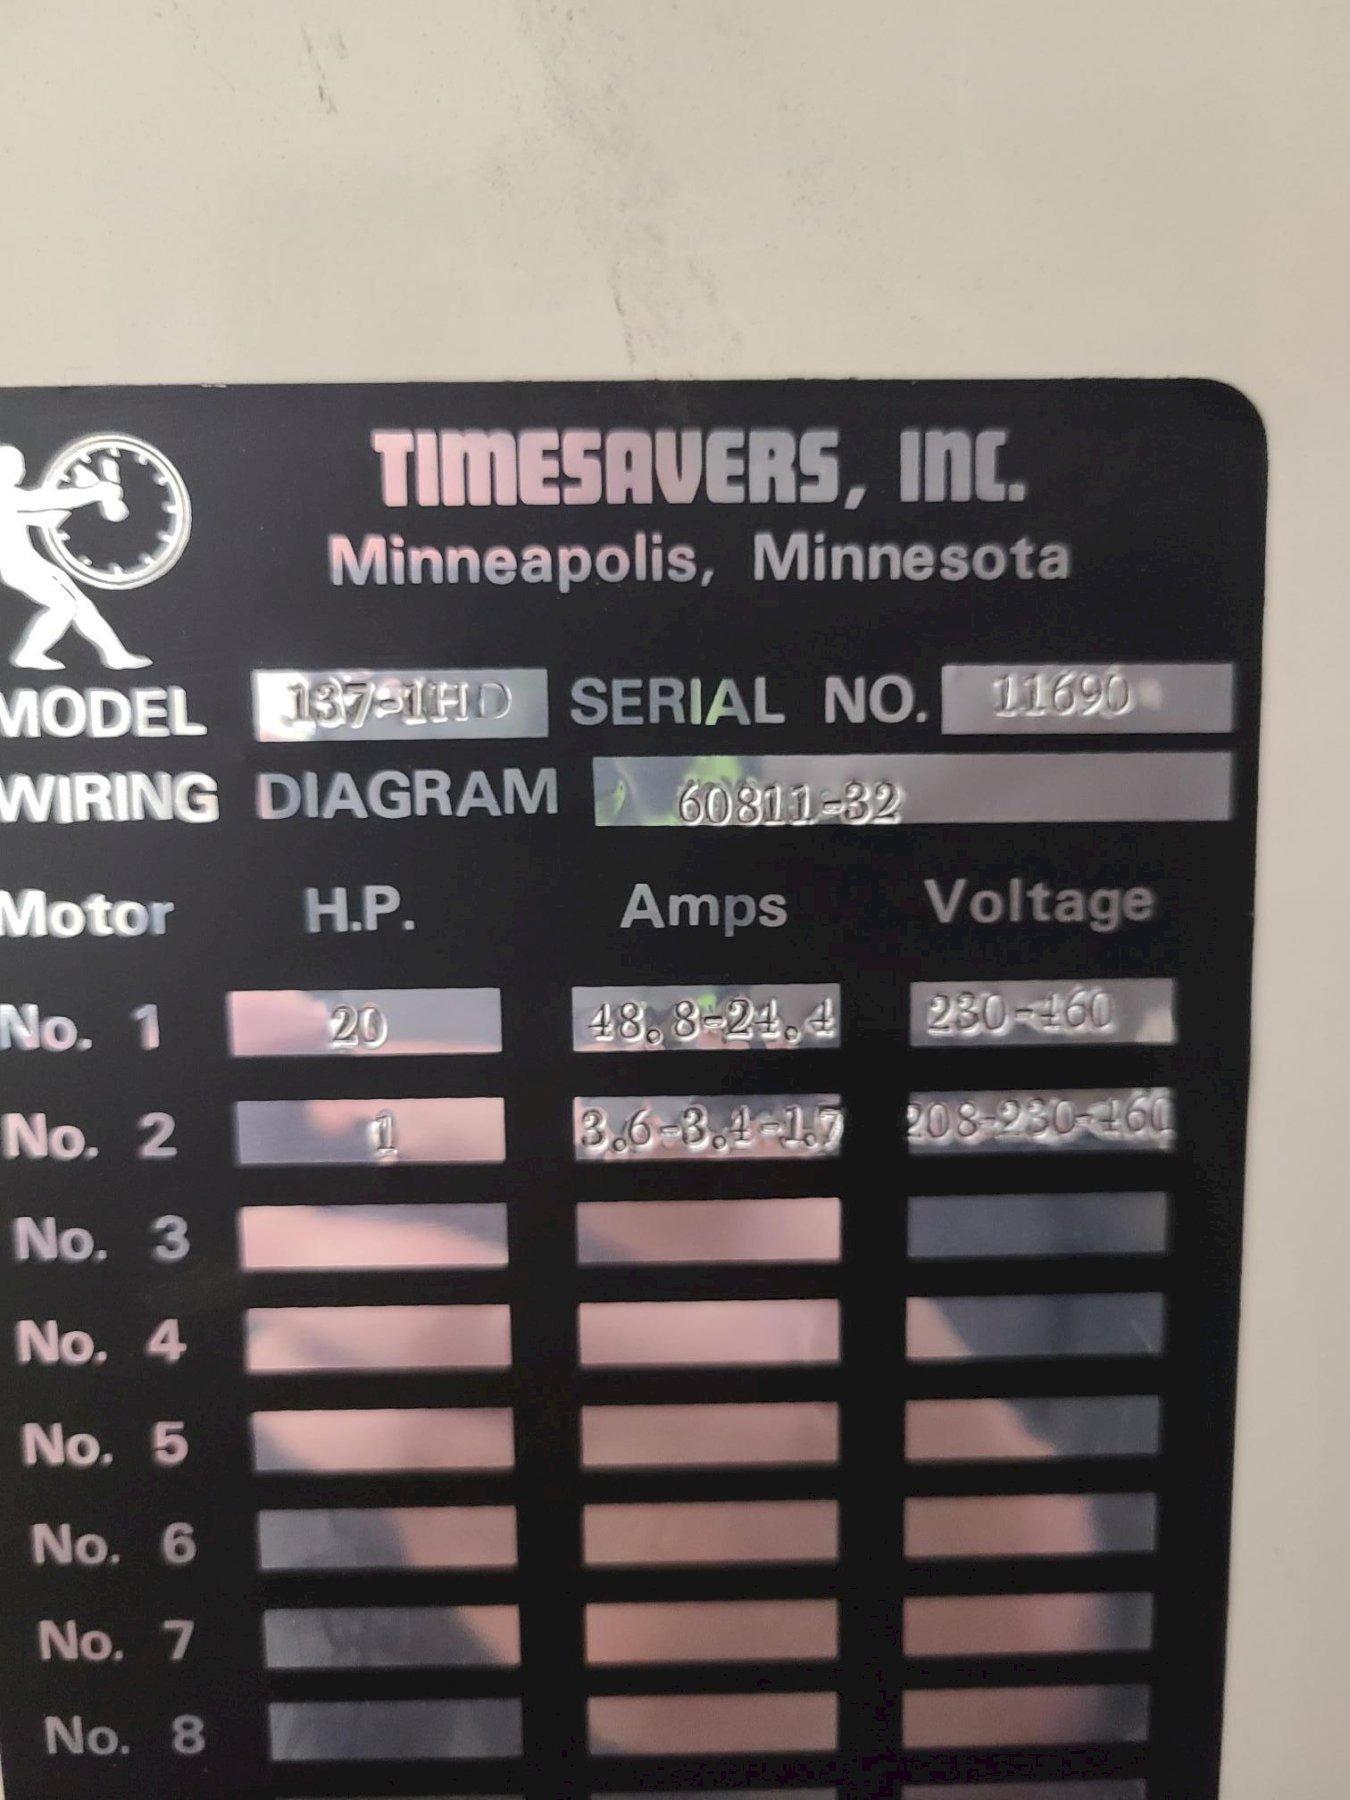 TIMESAVERS, INC.
Minneapolis, Minnesota
MODEL 137-1HD SERIAL NO. 11690
WIRING DIAGRAM 60811-32
Motor H.P. Amps Voltage
No. 1 20 48.8-24.4 230-460
No. 2 1 3.6-3.4-1.7 208-230-460
No. 3
No. 4
No. 5
No. 6
No. 7
No. 8